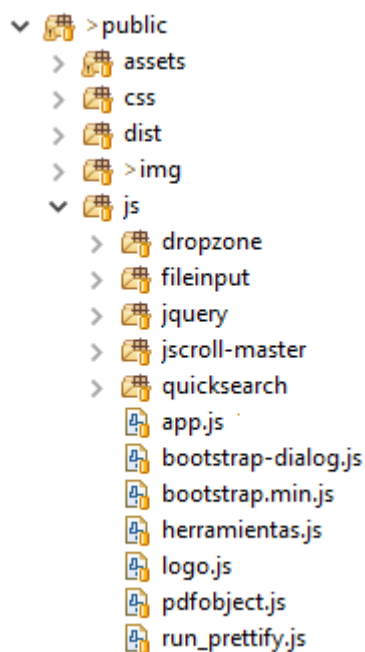 >public
assets
css
dist
>img
js
dropzone
fileinput
jquery
jscroll-master
quicksearch
app.js
bootstrap-dialog.js
bootstrap.min.js
herramientas.js
logo.js
pdfobject.js
run_prettify.js